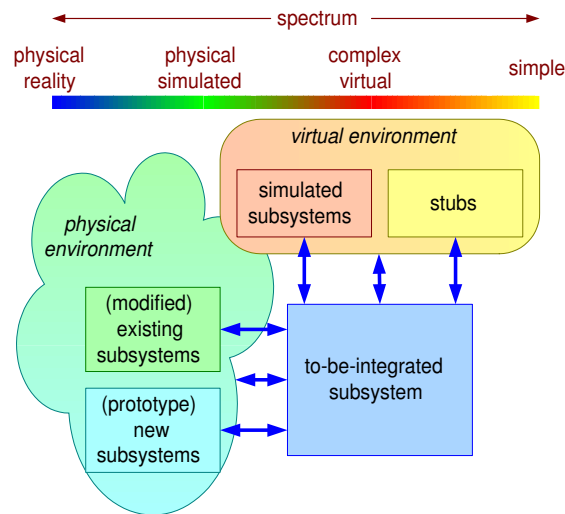 spectrum
physical
reality
physical
simulated
complex
virtual
simple
virtual environment
simulated
subsystems
stubs
physical
environment
(modified)
existing
subsystems
to-be-integrated
subsystem
(prototype)
new
subsystems